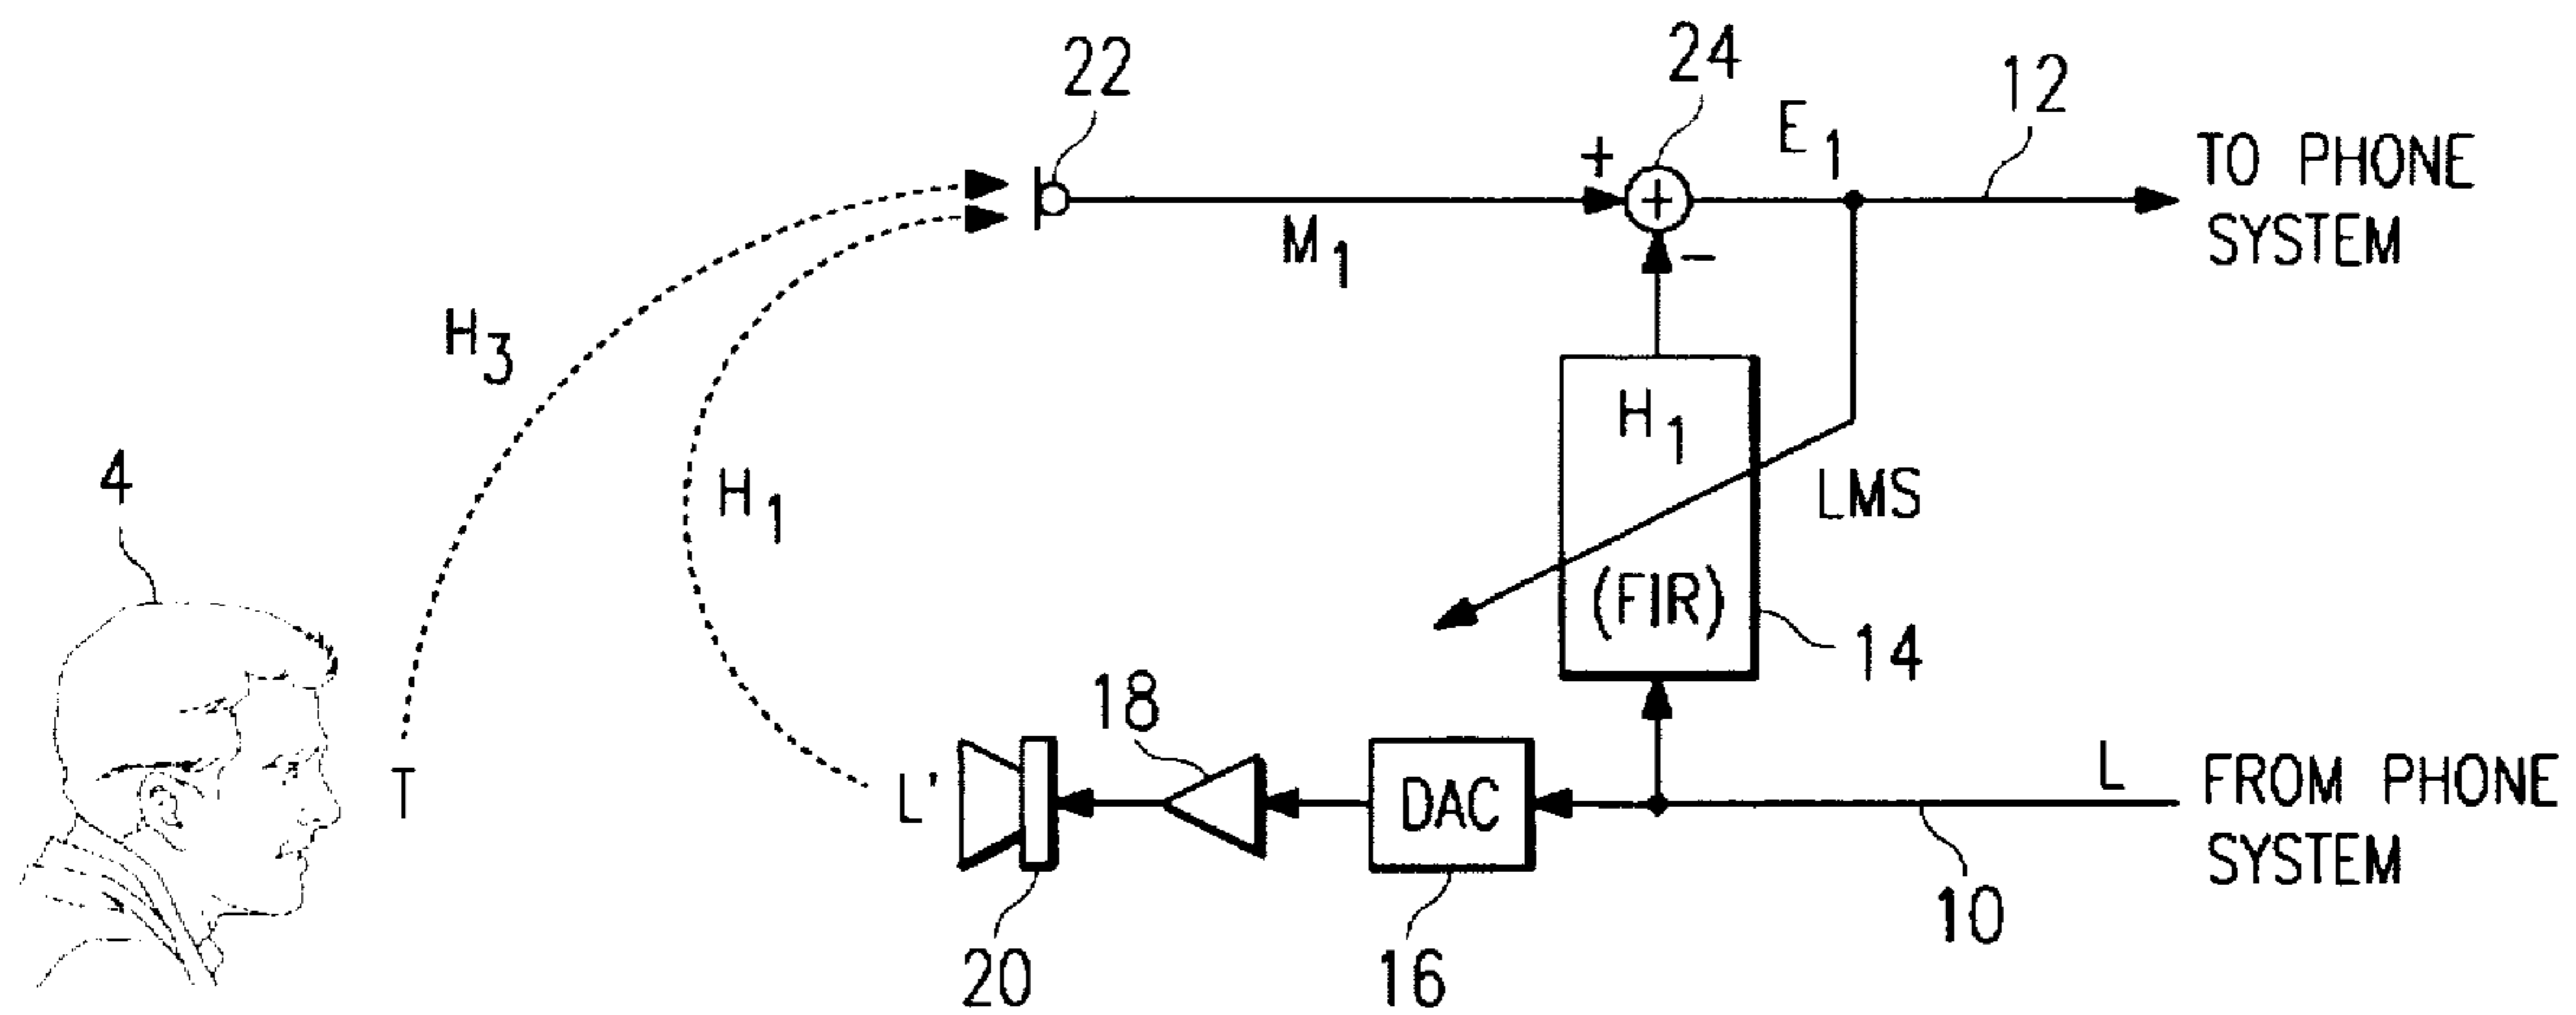 22
24
E1
12
+
+
TO PHONE
SYSTEM
M1
−
H3
H1
H1
LMS
4
(FIR)
14
18
T
L'
DAC
L
FROM PHONE
SYSTEM
10
20
16